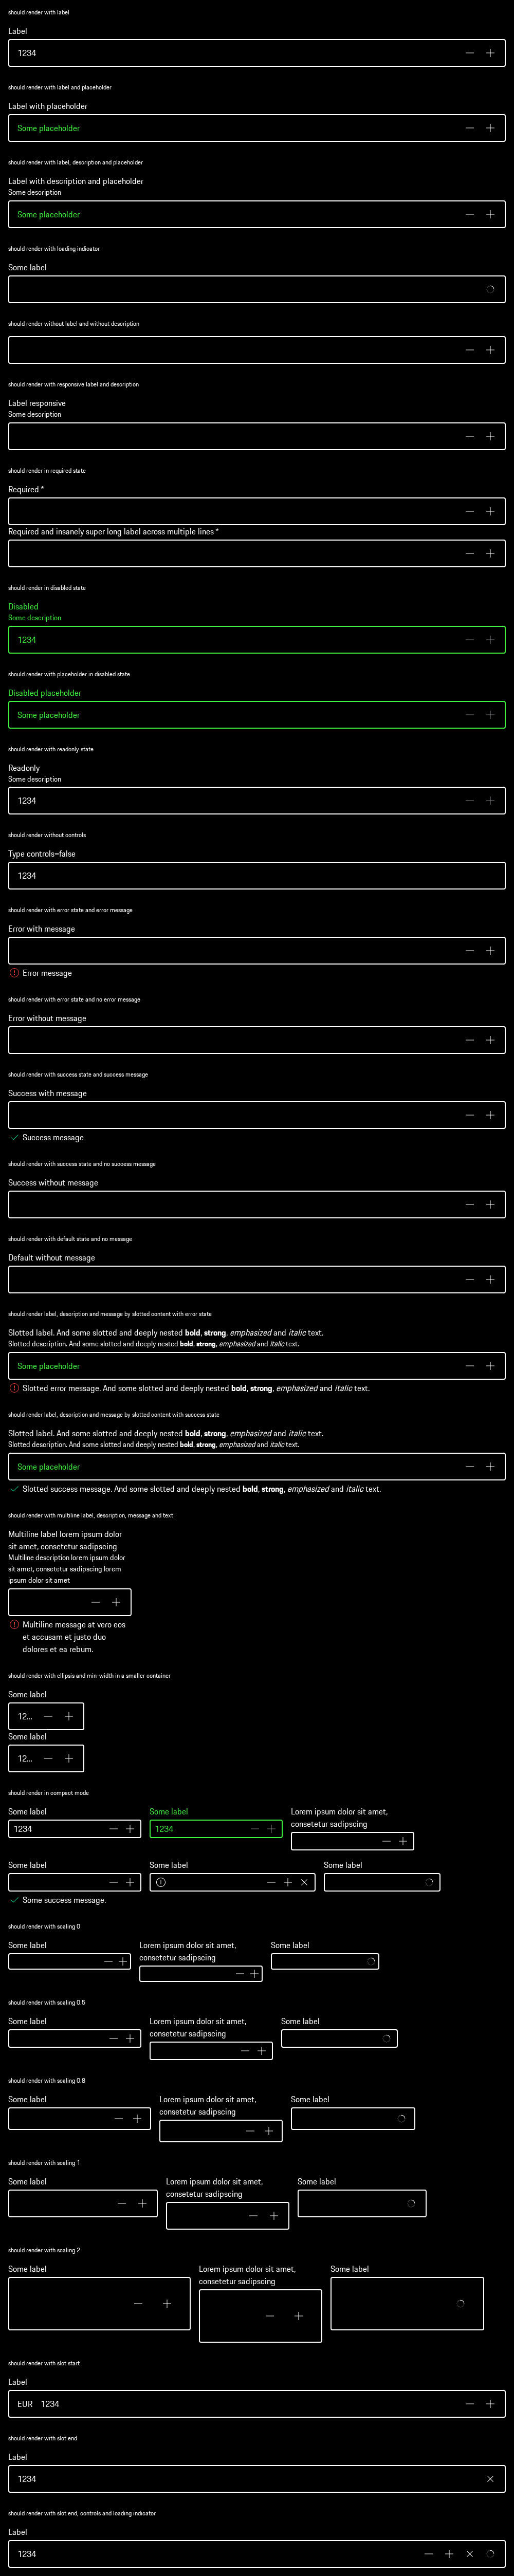 should render with label
Label
1234
should render with label and placeholder
Label with placeholder
Some placeholder
should render with label, description and placeholder
Label with description and placeholder
Some description
Some placeholder
should render with loading indicator
Some label
should render without label and without description
should render with responsive label and description
Label responsive
Some description
should render in required state
Required *
Required and insanely super long label across multiple lines *
should render in disabled state
Disabled
Some description
1234
should render with placeholder in disabled state
Disabled placeholder
Some placeholder
should render with readonly state
Readonly
Some description
1234
should render without controls
Type controls=false
1234
should render with error state and error message
Error with message
Error message
should render with error state and no error message
Error without message
should render with success state and success message
Success with message
Success message
should render with success state and no success message
Success without message
should render with default state and no message
Default without message
should render label, description and message by slotted content with error state
Slotted label. And some slotted and deeply nested bold, strong, emphasized and italic text.
Slotted description. And some slotted and deeply nested bold, strong, emphasized and italic text.
Some placeholder
Slotted error message. And some slotted and deeply nested bold, strong, emphasized and italic text.
should render label, description and message by slotted content with success state
Slotted label. And some slotted and deeply nested bold, strong, emphasized and italic text.
Slotted description. And some slotted and deeply nested bold, strong, emphasized and italic text.
Some placeholder
Slotted success message. And some slotted and deeply nested bold, strong, emphasized and italic text.
should render with multiline label, description, message and text
Multiline label lorem ipsum dolor
sit amet, consetetur sadipscing
Multiline description lorem ipsum dolor
sit amet, consetetur sadipscing lorem
ipsum dolor sit amet
Multiline message at vero eos
et accusam et justo duo
dolores et ea rebum.
should render with ellipsis and min-width in a smaller container
Some label
12...
Some label
12...
should render in compact mode
Some label
1234
Some label
1234
Lorem ipsum dolor sit amet,
consetetur sadipscing
Some label
Some success message.
Some label
Some label
should render with scaling 0
Some label
Lorem ipsum dolor sit amet,
consetetur sadipscing
Some label
should render with scaling 0.5
Some label
Lorem ipsum dolor sit amet,
consetetur sadipscing
Some label
should render with scaling 0.8
Some label
Lorem ipsum dolor sit amet,
consetetur sadipscing
Some label
should render with scaling 1
Some label
Lorem ipsum dolor sit amet,
consetetur sadipscing
Some label
should render with scaling 2
Some label
Lorem ipsum dolor sit amet,
consetetur sadipscing
Some label
should render with slot start
Label
EUR 1234
should render with slot end
Label
1234
should render with slot end, controls and loading indicator
Label
1234